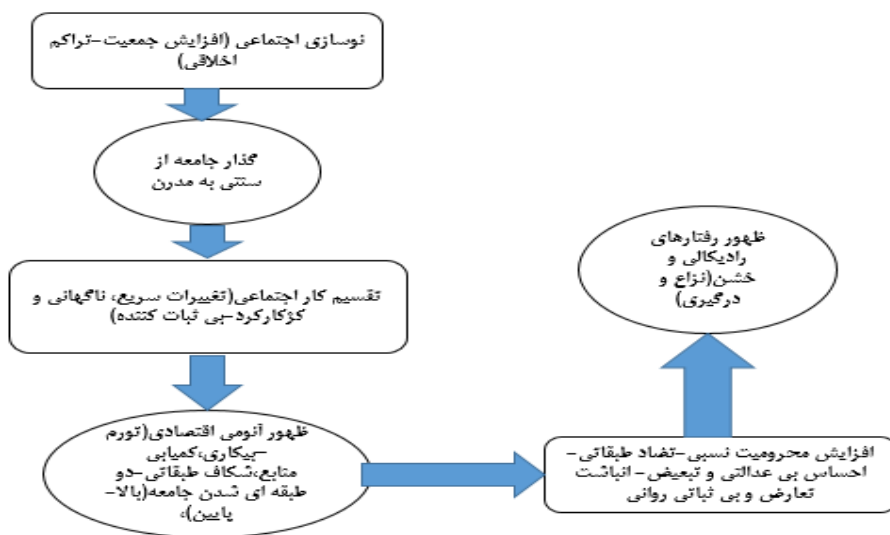 نوسازی اجتماعی (افزایش جمعیت-تراکم
اخلاقی)
گذار جامعه از
سنتی به مدرن
تقسیم کار اجتماعی(تغییرات سریع، ناگهانی و
کژکارکرد-بی ثبات کننده)
ظهور آنومی اقتصادی(تورم
-بیکاری،کمیابی
منابع،شکاف طبقاتی-دو
طبقه ای شدن جامعه(بالا-
پایین)،
افزایش محرومیت نسبی-تضاد طبقاتی-
احساس بی عدالتی و تبعیض- انباشت
تعارض و بی ثباتی روانی
ظهور رفتارهای
رادیکالی و
خشن(نزاع و
درگیری)